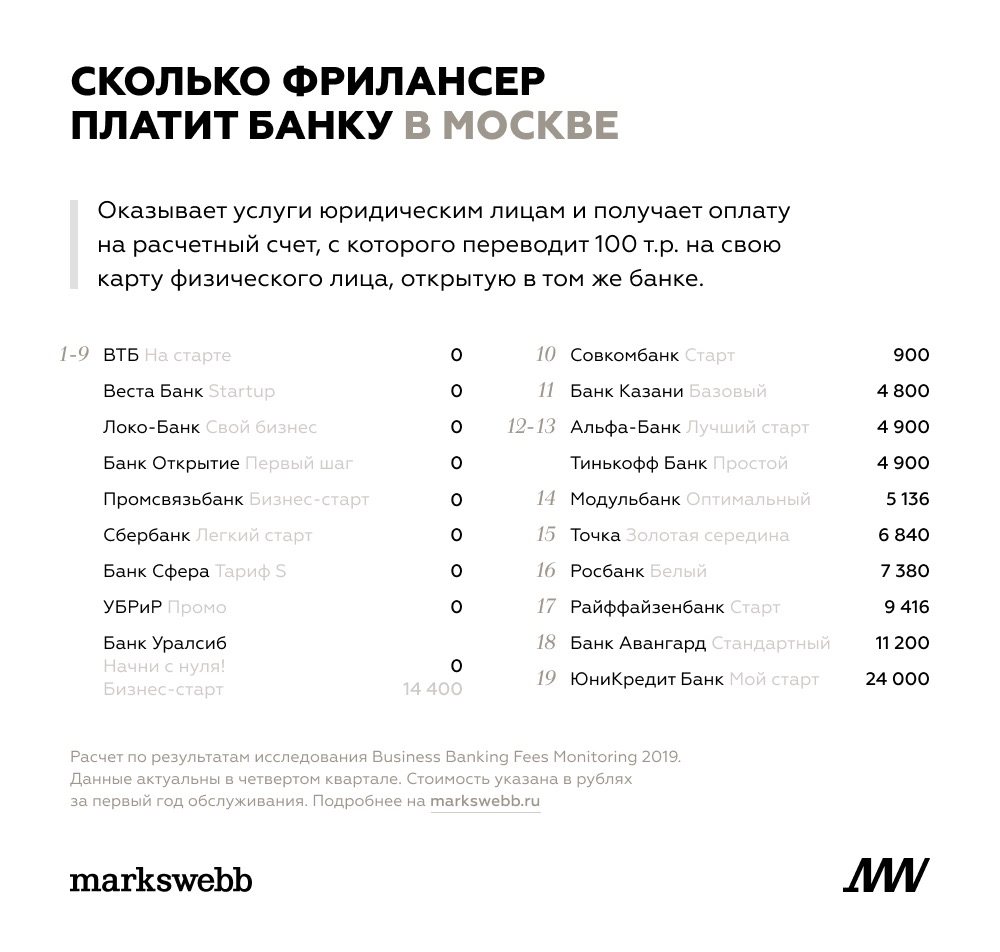 СКОЛЬКО ФРИЛАНСЕР
ПЛАТИТ БАНКУ В МОСКВЕ
Оказывает услуги юридическим лицам и получает оплату
на расчетный счет, с которого переводит 100 т.р. на свою
карту физического лица, открытую в том же банке.
1-9 ВТБ На старте 0
Веста Банк Startup 0
Локо-Банк Свой бизнес 0
Банк Открытие Первый шаг 0
Промсвязьбанк Бизнес-старт 0
Сбербанк Легкий старт 0
Банк Сфера Тариф S 0
УБРиР Промо 0
Банк Уралсиб
Начни с нуля! 0
Бизнес-старт 14 400
10 Совкомбанк Старт 900
11 Банк Казани Базовый 4 800
12-13 Альфа-Банк Лучший старт 4 900
Тинькофф Банк Простой 4 900
14 Модульбанк Оптимальный 5 136
15 Точка Золотая середина 6 840
16 Росбанк Белый 7 380
17 Райффайзенбанк Старт 9 416
18 Банк Авангард Стандартный 11 200
19 ЮниКредит Банк Мой старт 24 000
Расчет по результатам исследования Business Banking Fees Monitoring 2019.
Данные актуальны в четвертом квартале. Стоимость указана в рублях
за первый год обслуживания. Подробнее на markswebb.ru
markswebb
MW